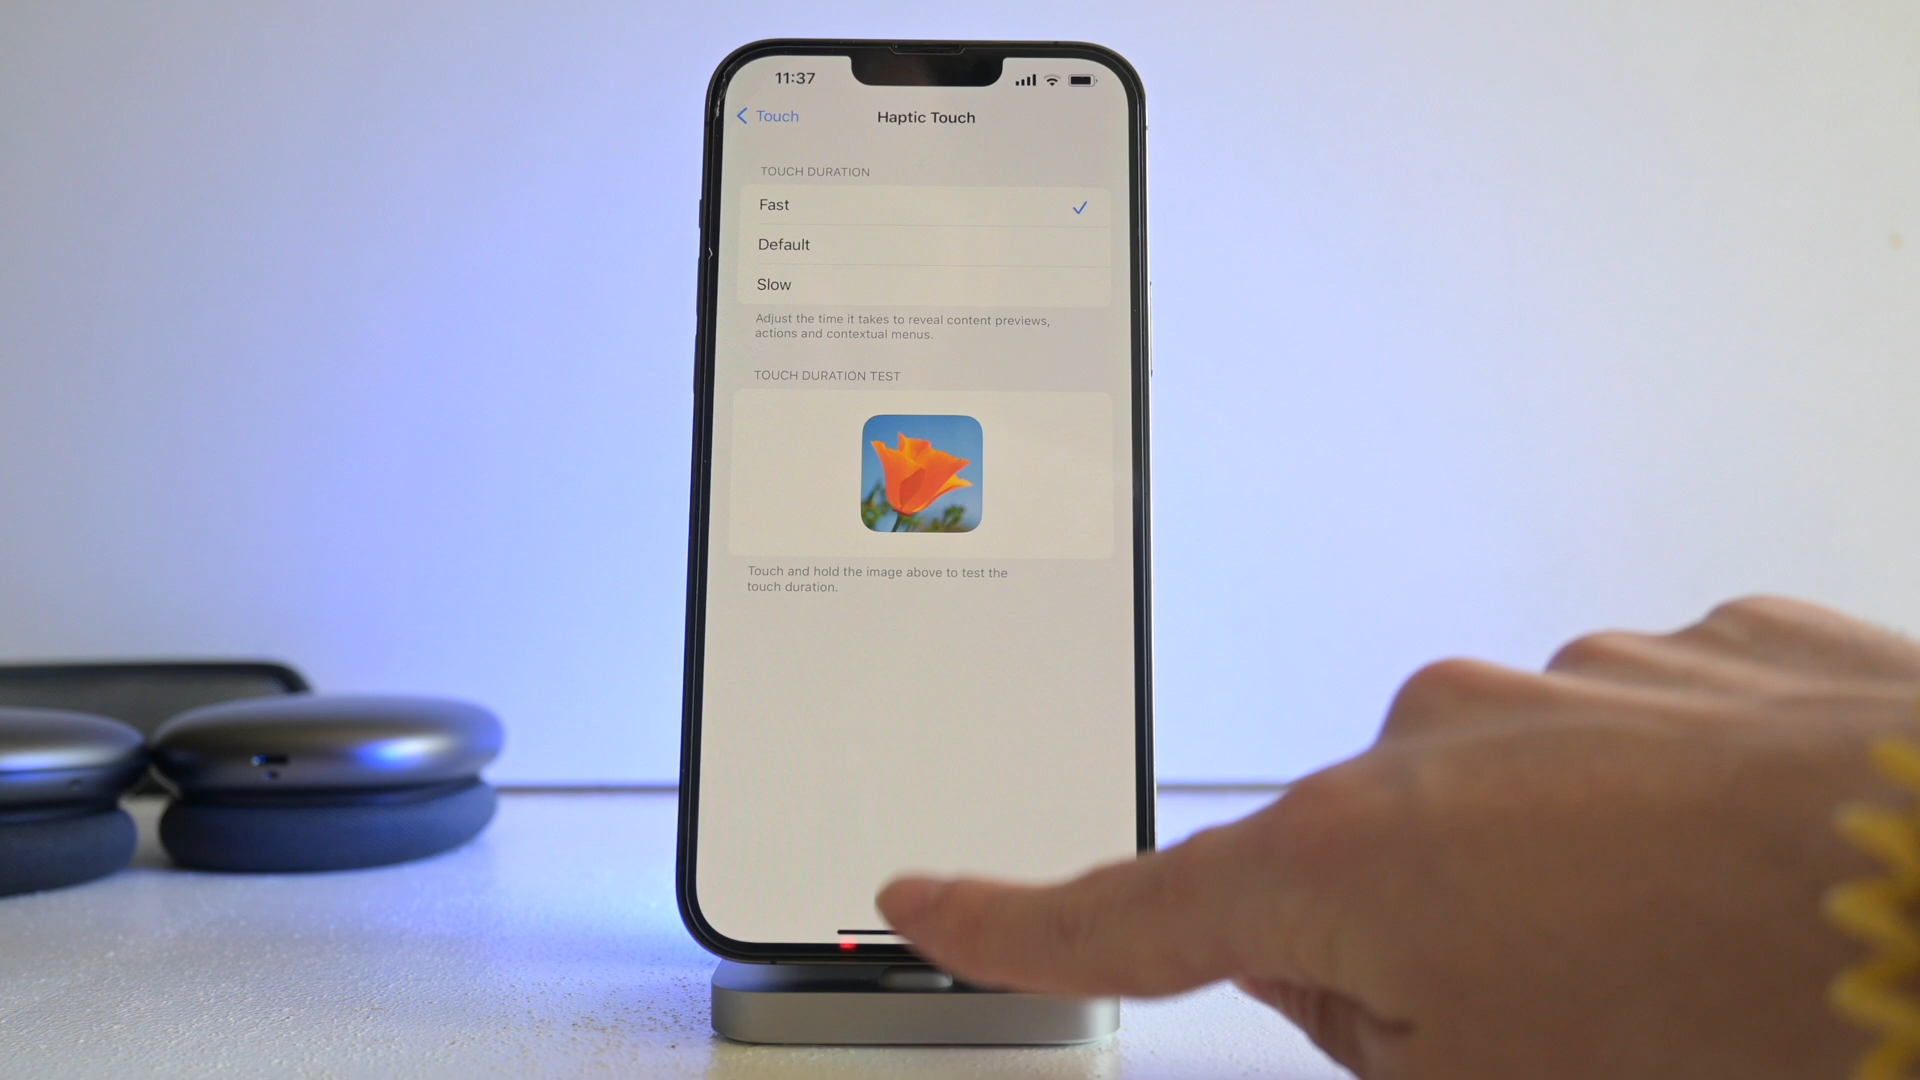 11:37
Touch
Haptic Touch
TOUCH DURATION
Fast
Default
Slow
Adjust the time it takes to reveal content previews,
actions and contextual menus.
TOUCH DURATION TEST
Touch and hold the image above to test the
touch duration.